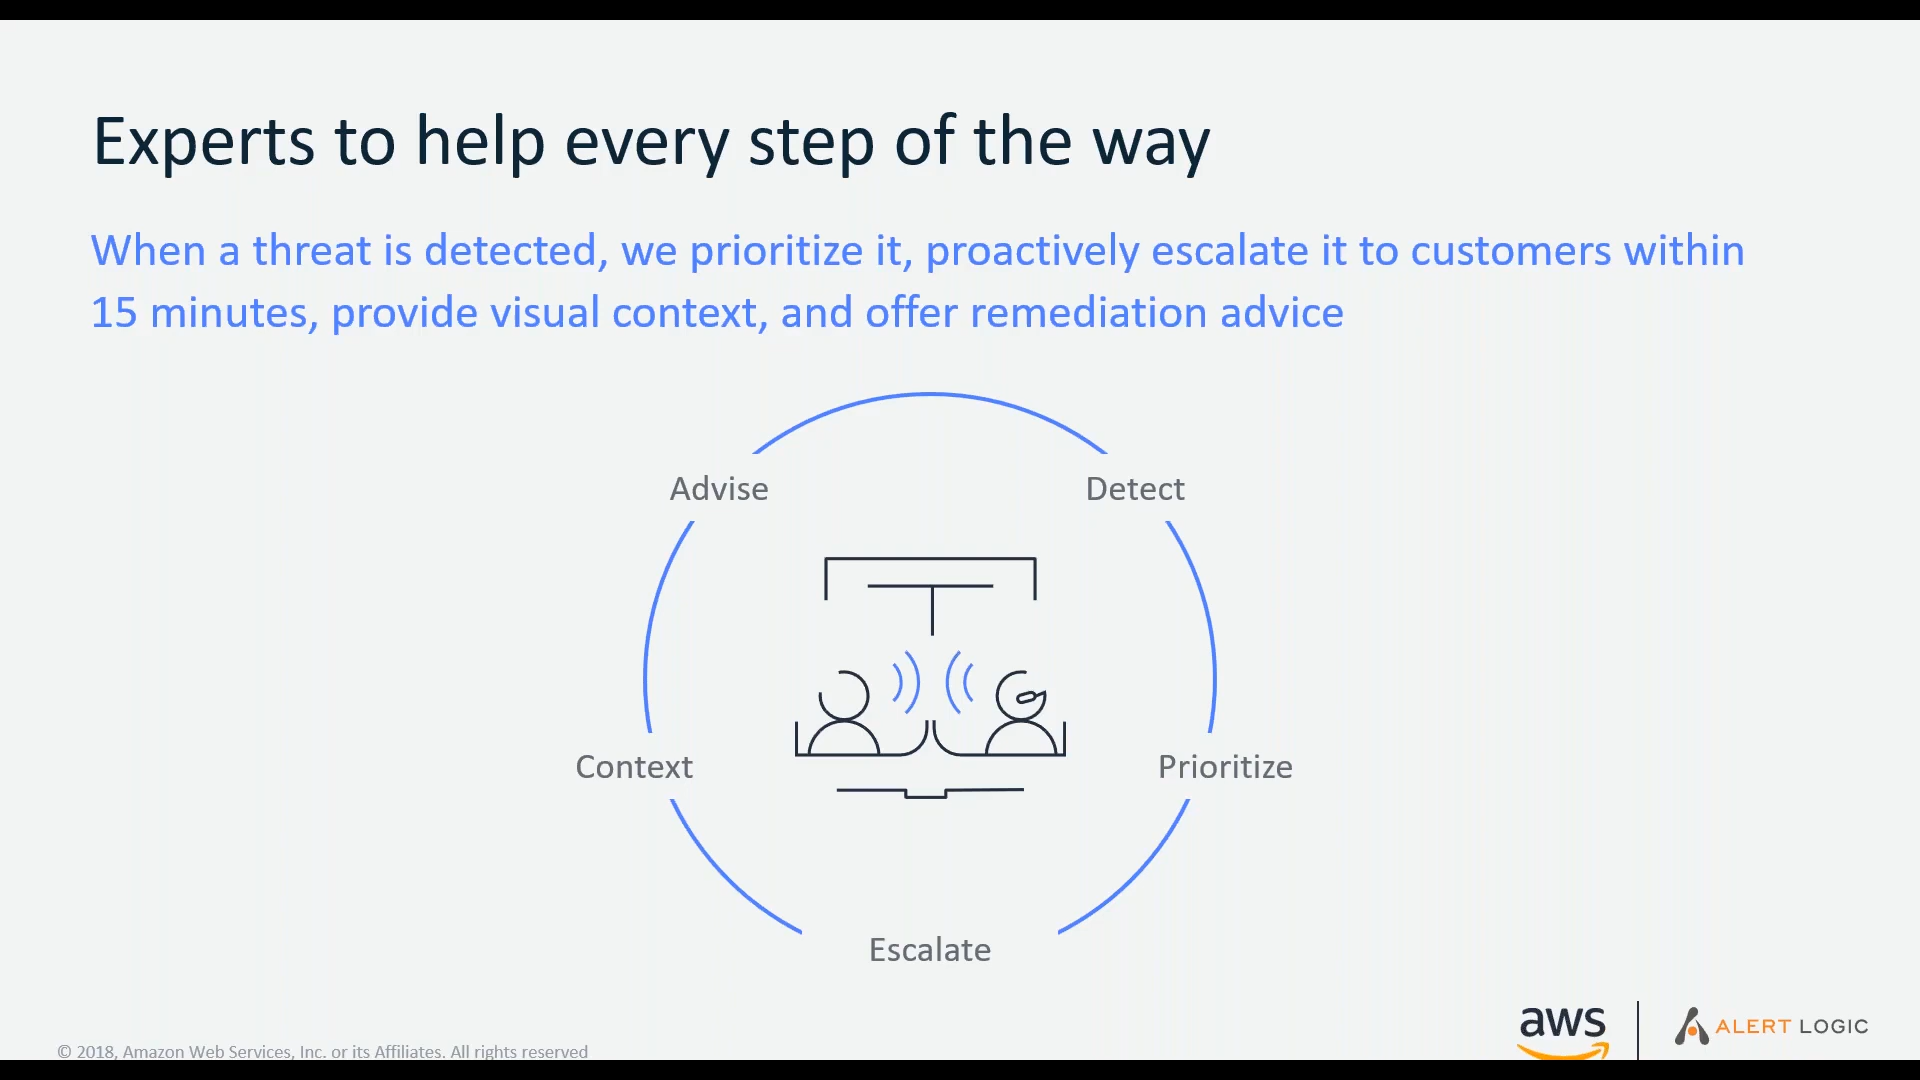 Experts to help every step of the way
When a threat is detected, we prioritize it, proactively escalate it to customers within
15 minutes, provide visual context, and offer remediation advice
Advise
Detect
Context
Prioritize
Escalate
© 2018, Amazon Web Services, Inc. or its Affiliates. All rights reserved
aws
ALERT LOGIC